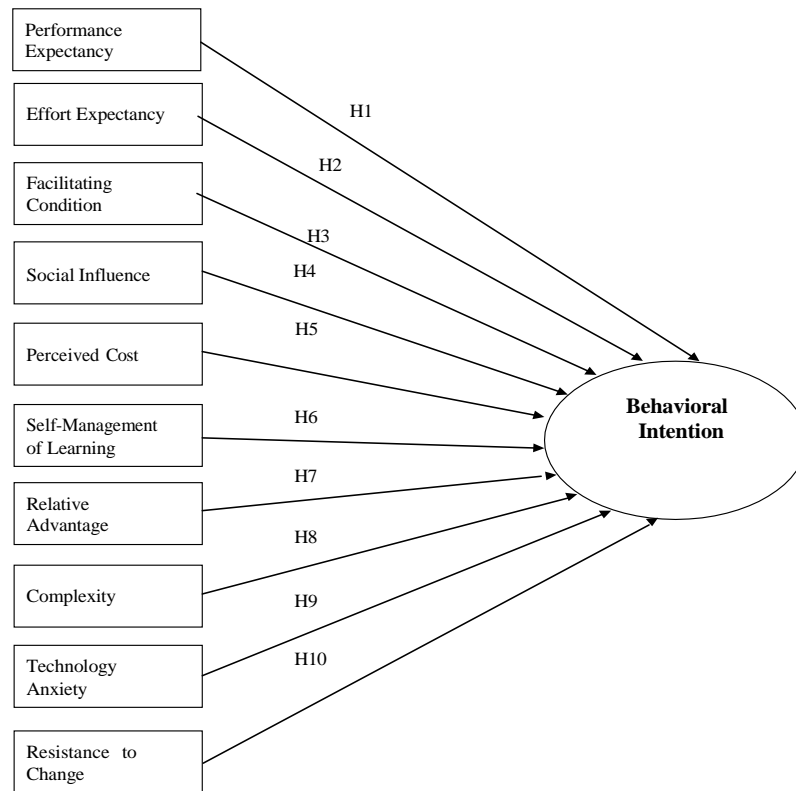 Performance
Expectancy
H1
Effort Expectancy
H2
Facilitating
Condition
H3
Social Influence
H4
H5
Perceived Cost
Behavioral
Intention
Self-Management
of Learning
H6
H7
Relative
Advantage
H8
Complexity
H9
Technology
Anxiety
H10
Resistance to
Change